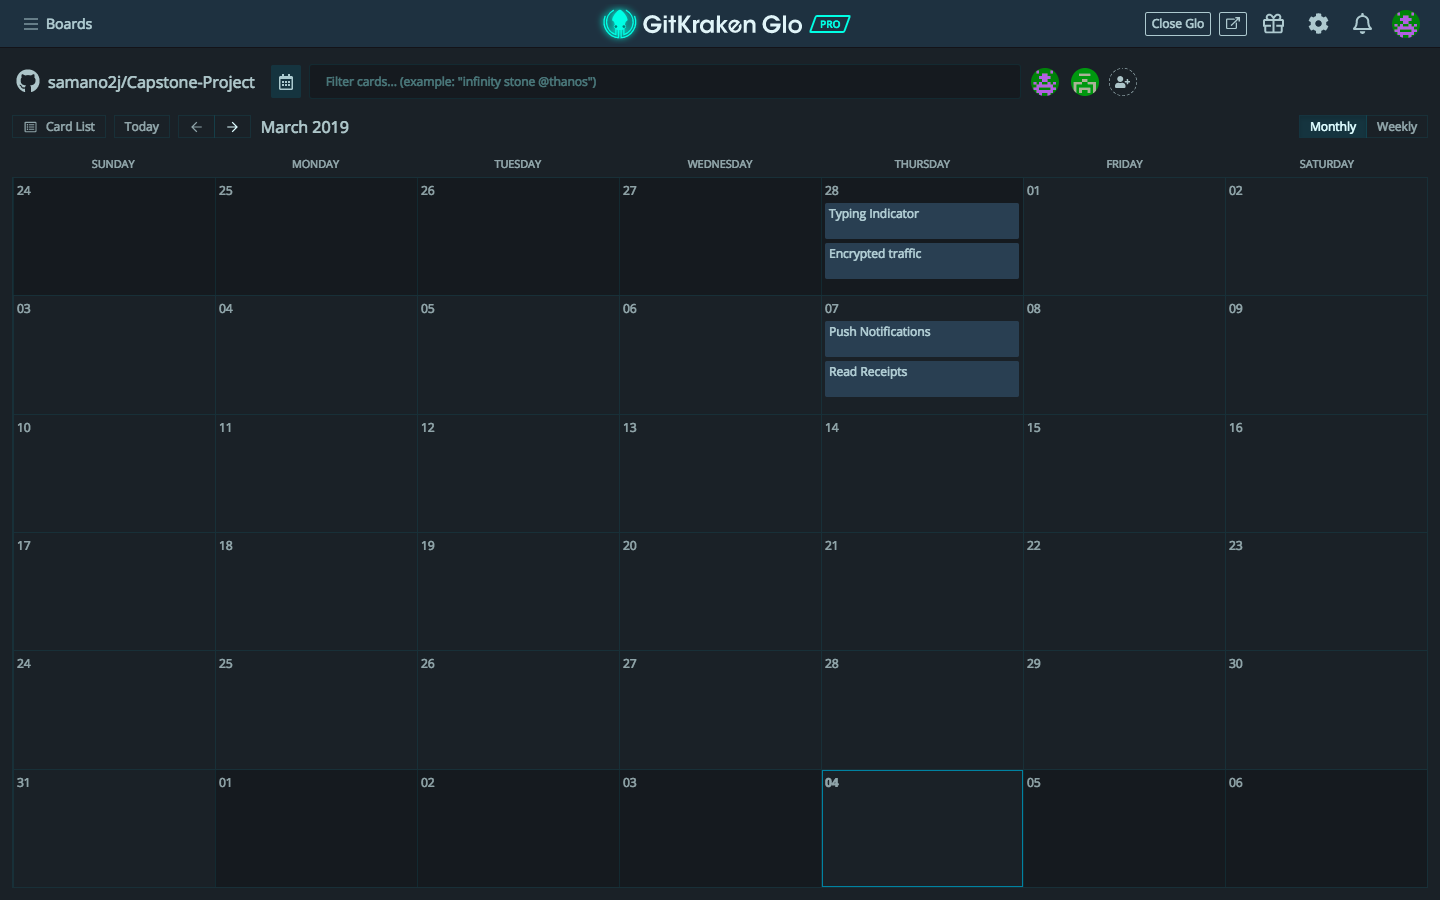 Boards
GitKraken Glo PRO
Close Glo
samano2j/Capstone-Project
Filter cards... (example: "infinity stone @thanos")
Card List
Today
March 2019
Monthly
Weekly
SUNDAY MONDAY TUESDAY WEDNESDAY THURSDAY FRIDAY SATURDAY
24 25 26 27 28 01 02
Typing Indicator
Encrypted traffic
03 04 05 06 07 08 09
Push Notifications
Read Receipts
10 11 12 13 14 15 16
17 18 19 20 21 22 23
24 25 26 27 28 29 30
31 01 02 03 04 05 06